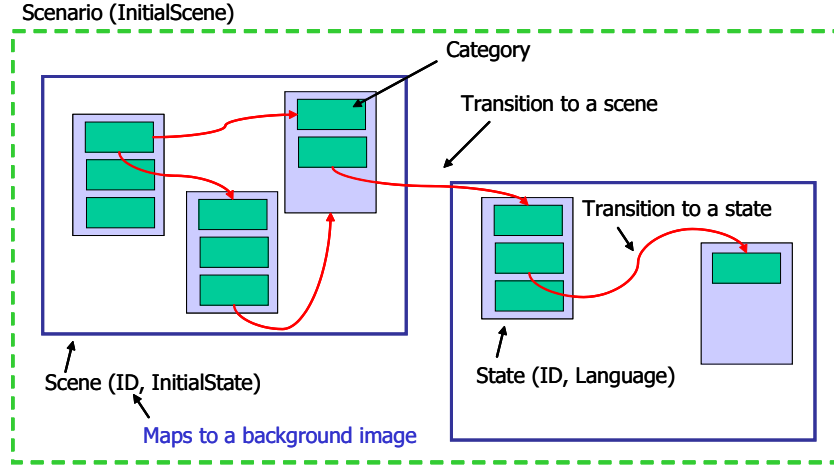 Scenario (InitialScene)
Category
Transition to a scene
Transition to a state
Scene (ID, InitialState)
State (ID, Language)
Maps to a background image